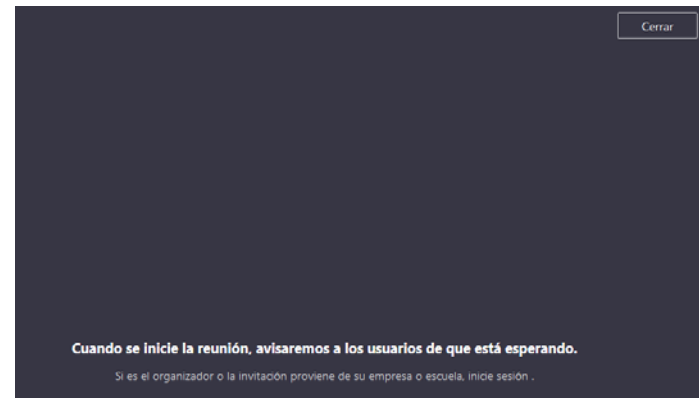 Cerrar
Cuando se inicie la reunión, avisaremos a los usuarios de que está esperando.
Si es el organizador o la invitación proviene de su empresa o escuela, inicie sesión .